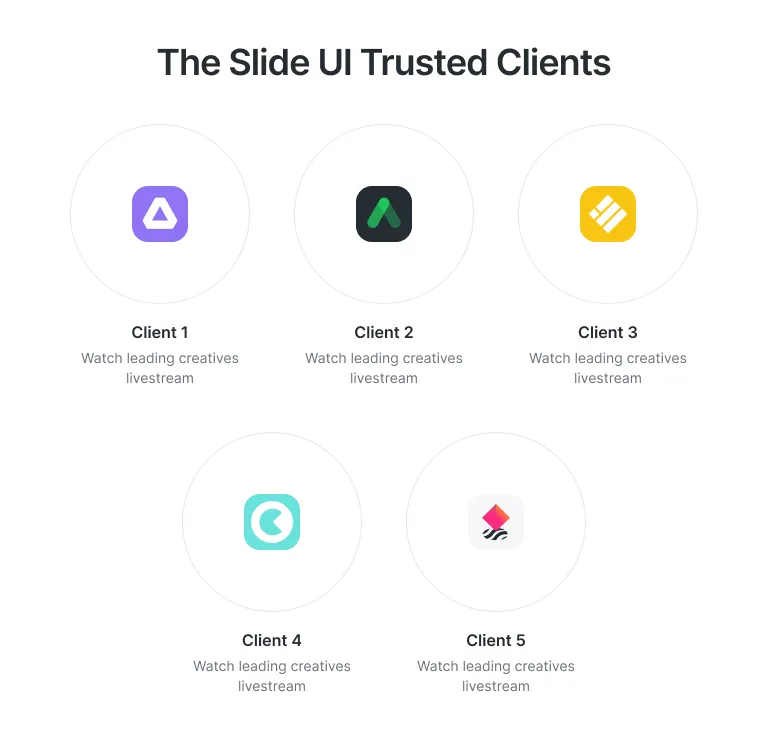 The Slide UI Trusted Clients
Client 1
Watch leading creatives
livestream
Client 2
Watch leading creatives
livestream
Client 3
Watch leading creatives
livestream
Client 4
Watch leading creatives
livestream
Client 5
Watch leading creatives
livestream